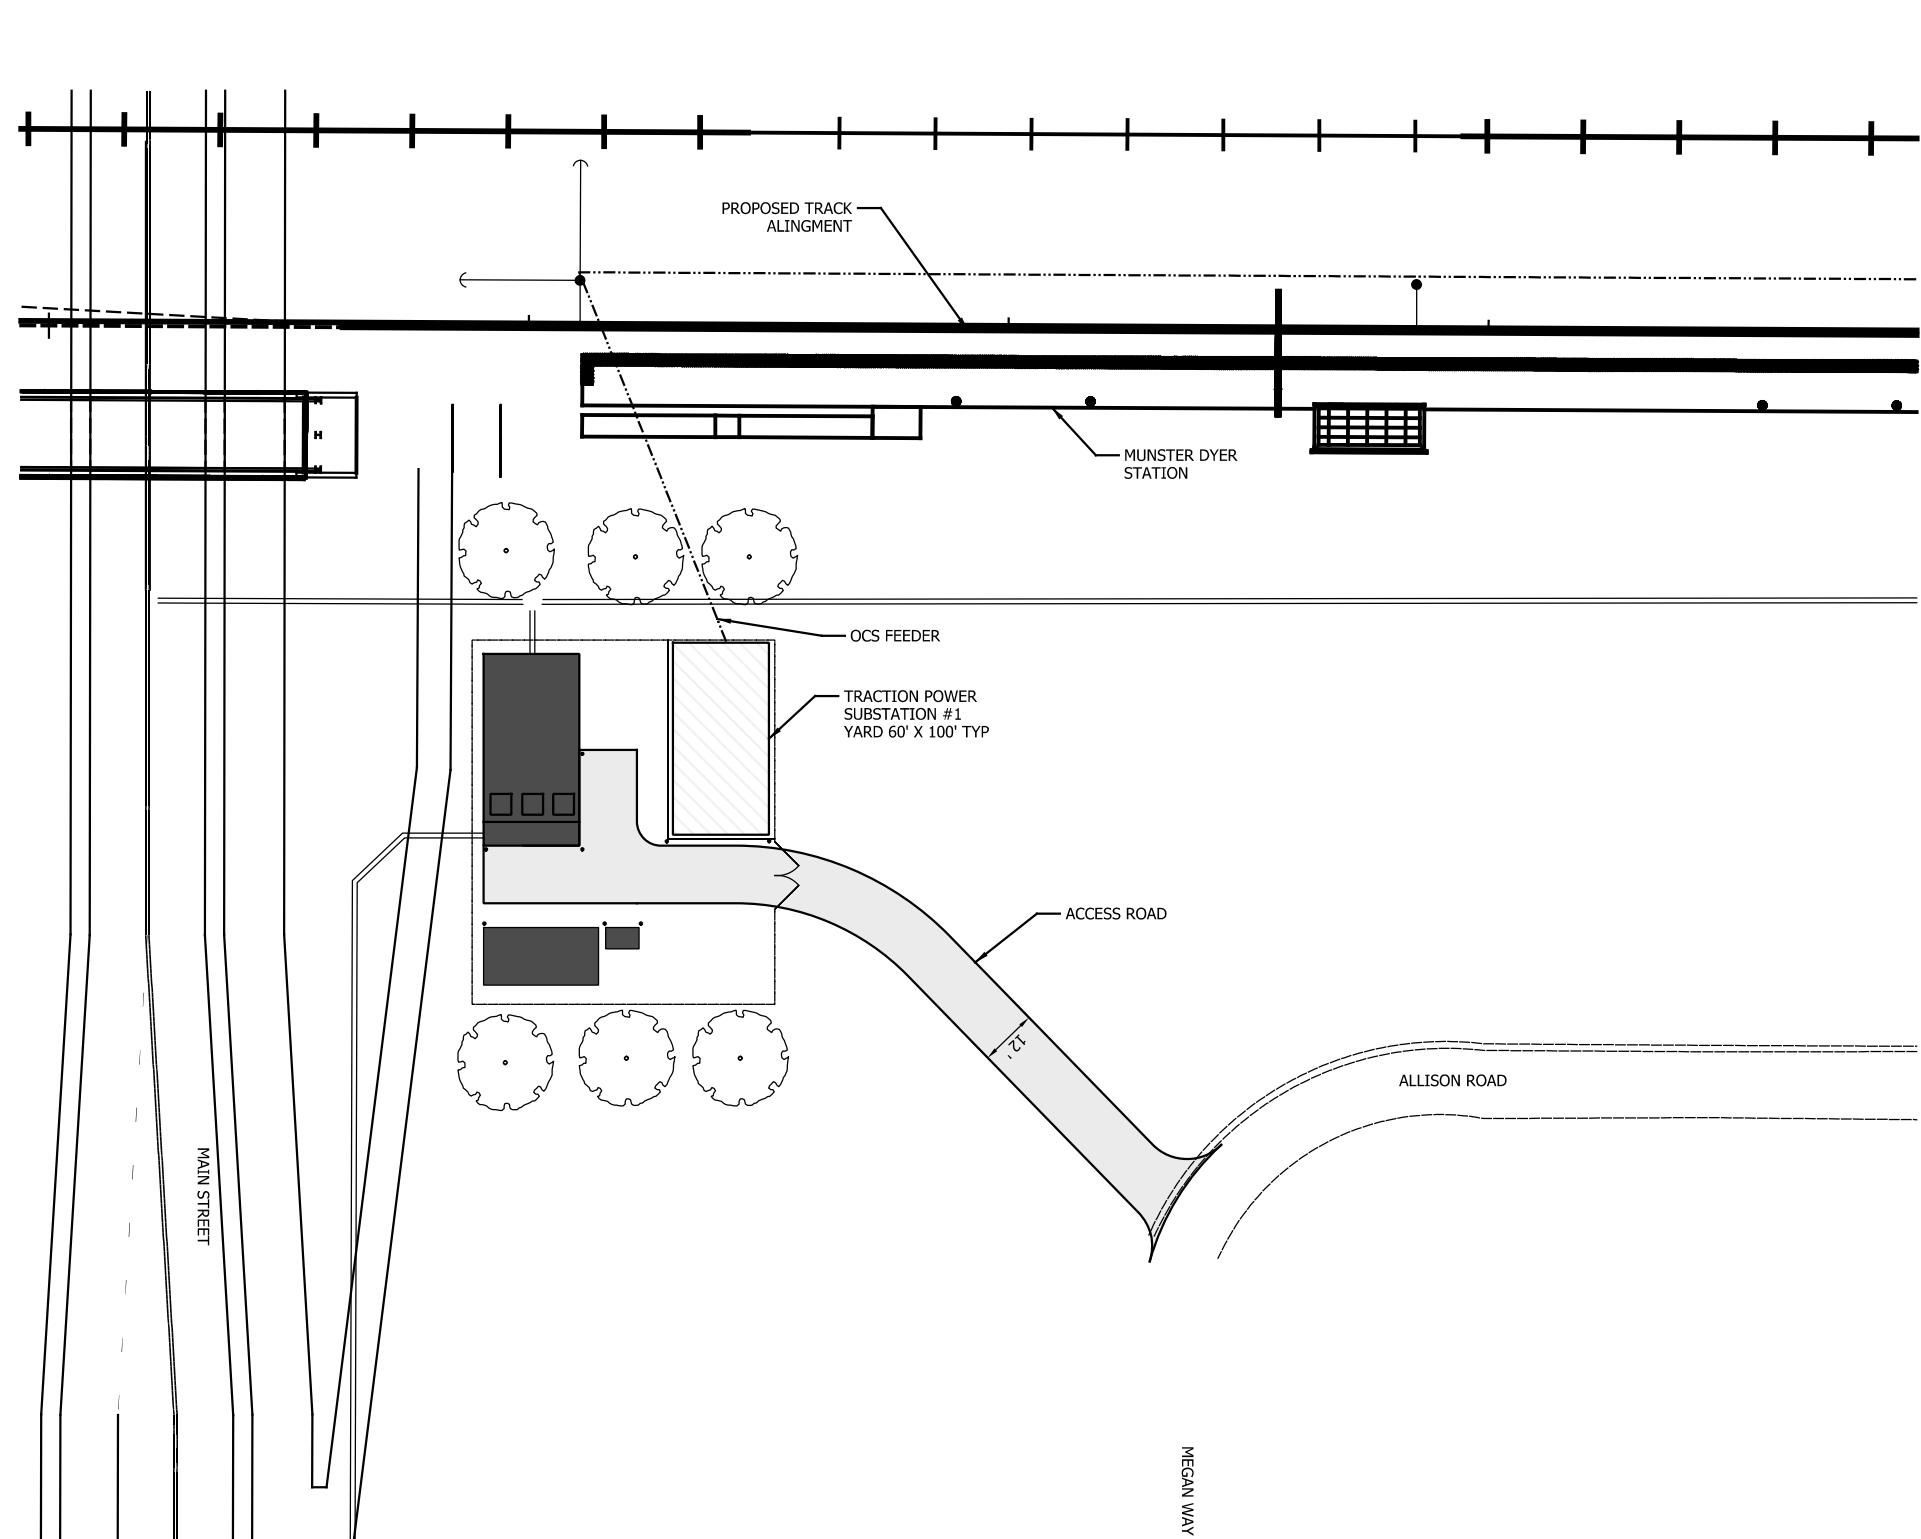 PROPOSED TRACK
ALINGMENT
MUNSTER DYER
STATION
OCS FEEDER
TRACTION POWER
SUBSTATION #1
YARD 60' X 100' TYP
ACCESS ROAD
12'
ALLISON ROAD
MAIN STREET
MEGAN WAY